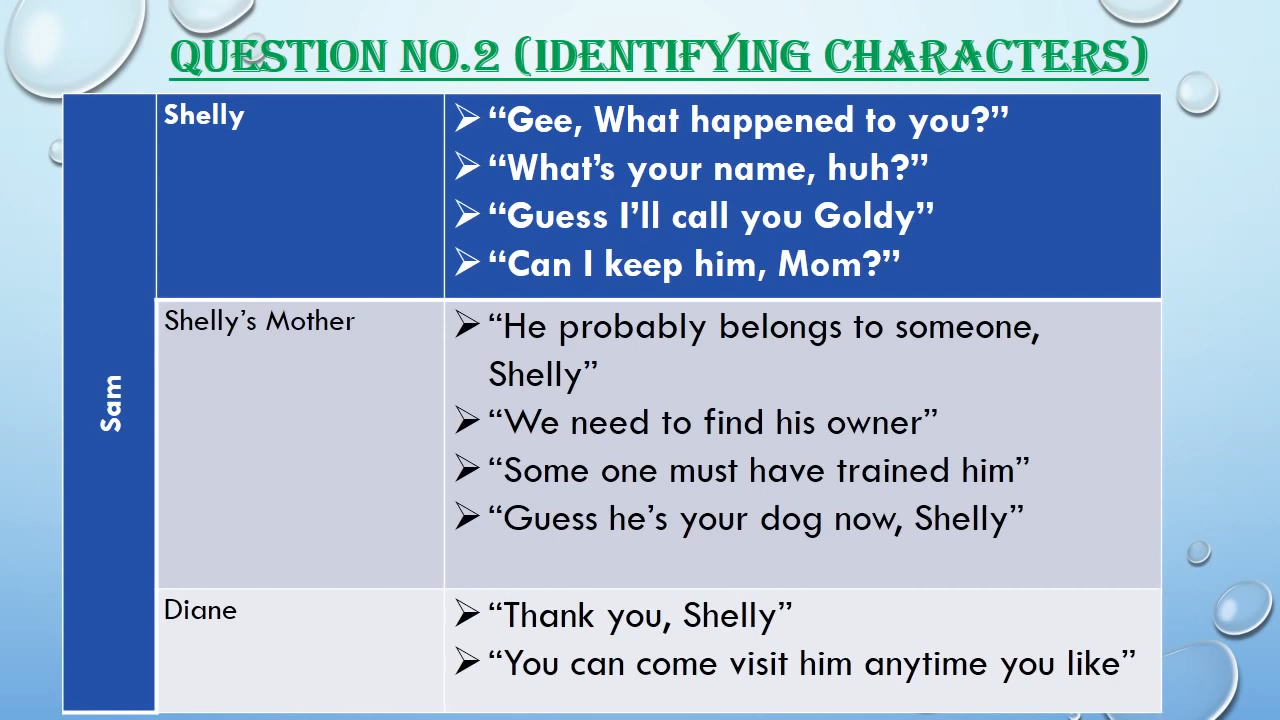 QUESTION NO.2 (IDENTIFYING CHARACTERS)
Sam
Shelly
➢ “Gee, What happened to you?”
➢ “What’s your name, huh?”
➢ “Guess I’ll call you Goldy”
➢ “Can I keep him, Mom?”
Shelly’s Mother
➢ “He probably belongs to someone,
Shelly”
➢ “We need to find his owner”
➢ “Some one must have trained him”
➢ “Guess he’s your dog now, Shelly”
Diane
➢ “Thank you, Shelly”
➢ “You can come visit him anytime you like”